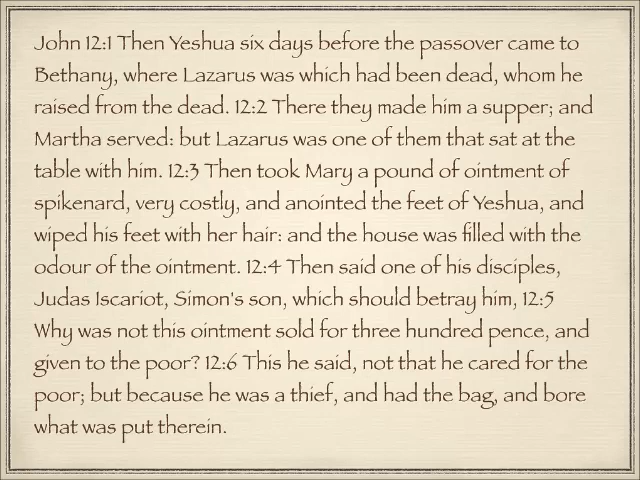 John 12:1 Then Yeshua six days before the passover came to
Bethany, where Lazarus was which had been dead, whom he
raised from the dead. 12:2 There they made him a supper; and
Martha served: but Lazarus was one of them that sat at the
table with him. 12:3 Then took Mary a pound of ointment of
spikenard, very costly, and anointed the feet of Yeshua, and
wiped his feet with her hair: and the house was filled with the
odour of the ointment. 12:4 Then said one of his disciples,
Judas Iscariot, Simon's son, which should betray him, 12:5
Why was not this ointment sold for three hundred pence, and
given to the poor? 12:6 This he said, not that he cared for the
poor; but because he was a thief, and had the bag, and bore
what was put therein.